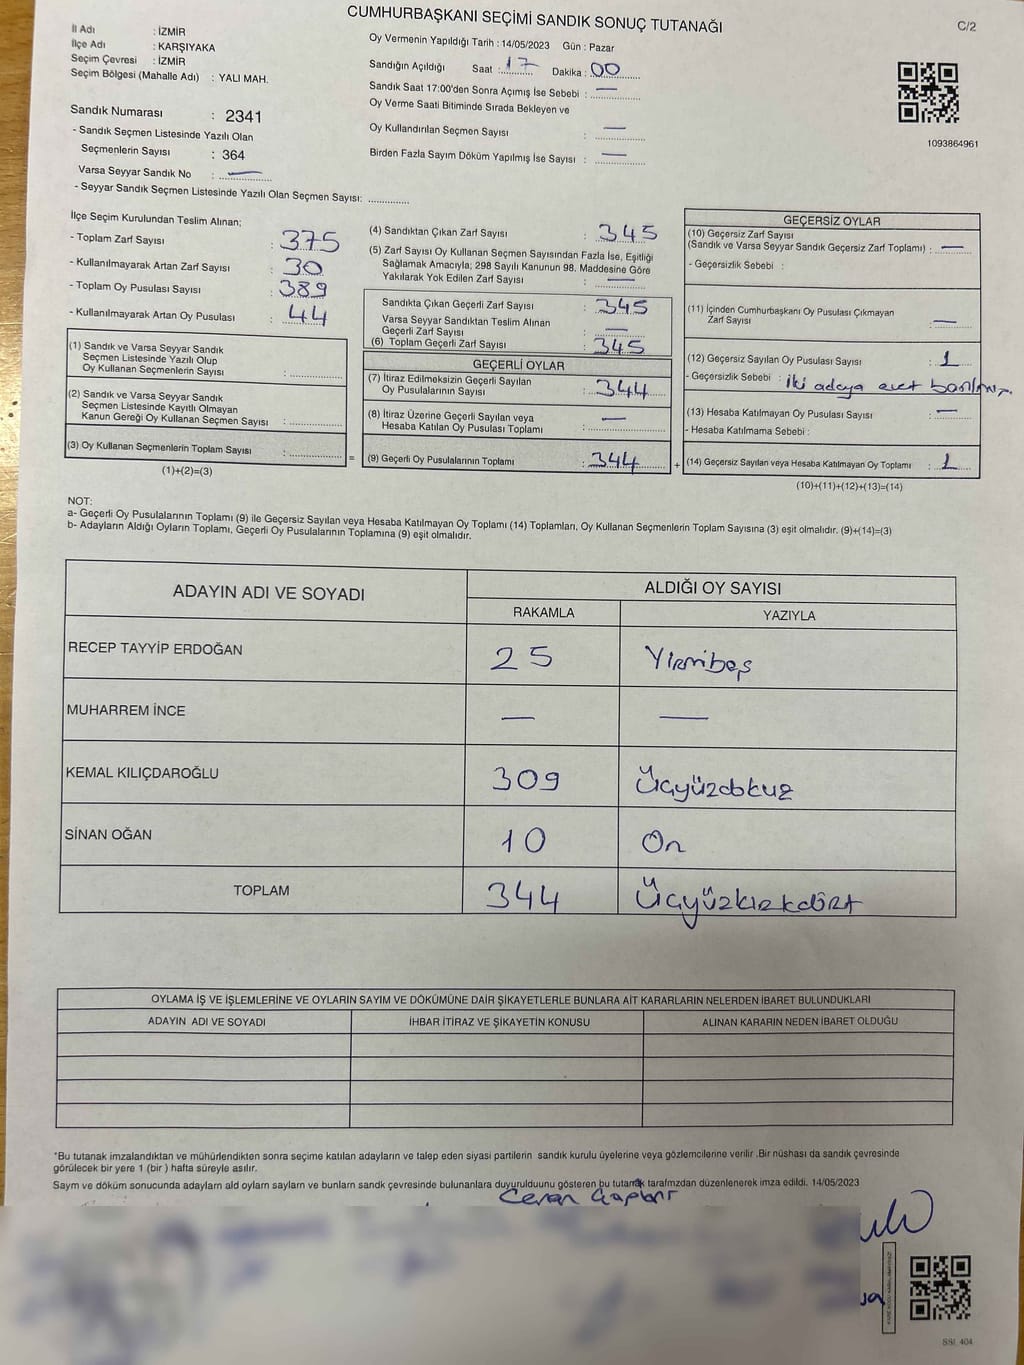 CUMHURBAŞKANI SEÇİMİ SANDIK SONUÇ TUTANAĞI
C/2
İl Adı : İZMİR
İlçe Adı : KARŞIYAKA
Seçim Çevresi : İZMİR
Seçim Bölgesi (Mahalle Adı) : YALI MAH.
Sandık Numarası : 2341
- Sandık Seçmen Listesinde Yazılı Olan
Seçmenlerin Sayısı : 364
Varsa Seyyar Sandık No : —
- Seyyar Sandık Seçmen Listesinde Yazılı Olan Seçmen Sayısı: ..............
Oy Vermenin Yapıldığı Tarih : 14/05/2023 Gün : Pazar
Sandığın Açıldığı Saat : 17 Dakika : 00
Sandık Saat 17:00'den Sonra Açımış İse Sebebi : —
Oy Verme Saati Bitiminde Sırada Bekleyen ve
Oy Kullandırılan Seçmen Sayısı : —
Birden Fazla Sayım Döküm Yapılmış İse Sayısı : —
1093864961
İlçe Seçim Kurulundan Teslim Alınan;
- Toplam Zarf Sayısı : 375
- Kullanılmayarak Artan Zarf Sayısı : 30
- Toplam Oy Pusulası Sayısı : 389
- Kullanılmayarak Artan Oy Pusulası : 44
(1) Sandık ve Varsa Seyyar Sandık
Seçmen Listesinde Yazılı Olup
Oy Kullanan Seçmenlerin Sayısı : ..............
(2) Sandık ve Varsa Seyyar Sandık
Seçmen Listesinde Kayıtlı Olmayan
Kanun Gereği Oy Kullanan Seçmen Sayısı : ..............
(3) Oy Kullanan Seçmenlerin Toplam Sayısı : ..............
(1)+(2)=(3)
=
(4) Sandıktan Çıkan Zarf Sayısı : 345
(5) Zarf Sayısı Oy Kullanan Seçmen Sayısından Fazla İse, Eşitliği
Sağlamak Amacıyla; 298 Sayılı Kanunun 98. Maddesine Göre
Yakılarak Yok Edilen Zarf Sayısı : —
Sandıkta Çıkan Geçerli Zarf Sayısı : 345
Varsa Seyyar Sandıktan Teslim Alınan
Geçerli Zarf Sayısı : —
(6) Toplam Geçerli Zarf Sayısı : 345
GEÇERLİ OYLAR
(7) İtiraz Edilmeksizin Geçerli Sayılan
Oy Pusulalarının Sayısı : 344
(8) İtiraz Üzerine Geçerli Sayılan veya
Hesaba Katılan Oy Pusulası Toplamı : —
(9) Geçerli Oy Pusulalarının Toplamı : 344
+
GEÇERSİZ OYLAR
(10) Geçersiz Zarf Sayısı
(Sandık ve Varsa Seyyar Sandık Geçersiz Zarf Toplamı) : —
- Geçersizlik Sebebi :
(11) İçinden Cumhurbaşkanı Oy Pusulası Çıkmayan
Zarf Sayısı : —
(12) Geçersiz Sayılan Oy Pusulası Sayısı : 1
- Geçersizlik Sebebi : İki adaya evet
(13) Hesaba Katılmayan Oy Pusulası Sayısı : —
- Hesaba Katılmama Sebebi :
(14) Geçersiz Sayılan veya Hesaba Katılmayan Oy Toplamı : 1
(10)+(11)+(12)+(13)=(14)
NOT:
a- Geçerli Oy Pusulalarının Toplamı (9) ile Geçersiz Sayılan veya Hesaba Katılmayan Oy Toplamı (14) Toplamları, Oy Kullanan Seçmenlerin Toplam Sayısına (3) eşit olmalıdır. (9)+(14)=(3)
b- Adayların Aldığı Oyların Toplamı, Geçerli Oy Pusulalarının Toplamına (9) eşit olmalıdır.
ADAYIN ADI VE SOYADI
ALDIĞI OY SAYISI
RAKAMLA YAZIYLA
RECEP TAYYİP ERDOĞAN 25 Yirmibeş
MUHARREM İNCE — —
KEMAL KILIÇDAROĞLU 309 Üçyüzdokuz
SİNAN OĞAN 10 On
TOPLAM 344 Üçyüzkırkdört
OYLAMA İŞ VE İŞLEMLERİNE VE OYLARIN SAYIM VE DÖKÜMÜNE DAİR ŞİKAYETLERLE BUNLARA AİT KARARLARIN NELERDEN İBARET BULUNDUKLARI
ADAYIN ADI VE SOYADI İHBAR İTİRAZ VE ŞİKAYETİN KONUSU ALINAN KARARIN NEDEN İBARET OLDUĞU
*Bu tutanak imzalandıktan ve mühürlendikten sonra seçime katılan adayların ve talep eden siyasi partilerin sandık kurulu üyelerine veya gözlemcilerine verilir .Bir nüshası da sandık çevresinde
görülecek bir yere 1 (bir ) hafta süreyle asılır.
Sayım ve döküm sonucunda adayların ald oyların sayların ve bunların sandk çevresinde bulunanlara duyurulduunu gösteren bu tutanak tarafmzdan düzenlenerek imza edildi. 14/05/2023
SSI. 404